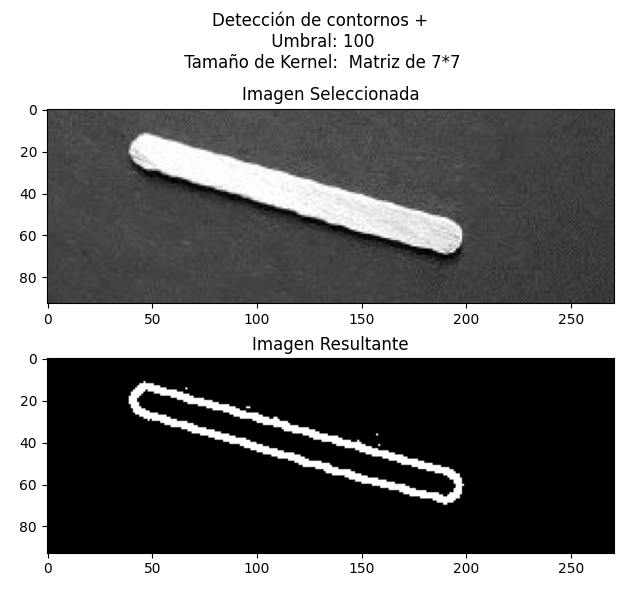 Detección de contornos +
Umbral: 100
Tamaño de Kernel:  Matriz de 7*7
Imagen Seleccionada
0
20
40
60
80
0 50 100 150 200 250
Imagen Resultante
0
20
40
60
80
0 50 100 150 200 250